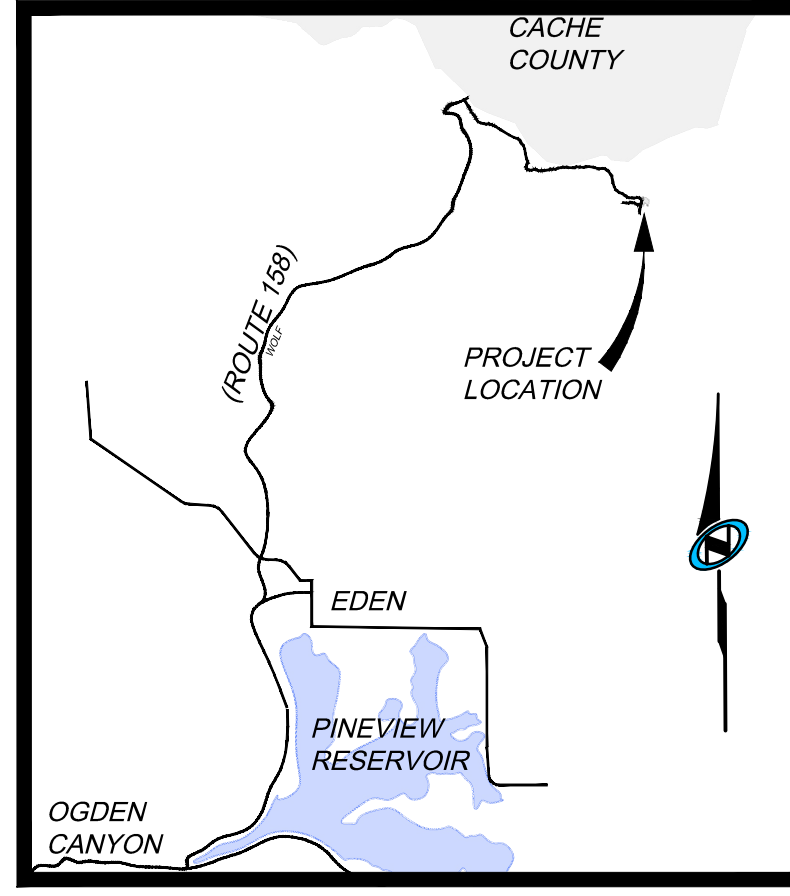 CACHE
COUNTY
(ROUTE 158)
WOLF
PROJECT
LOCATION
N
EDEN
PINEVIEW
RESERVOIR
OGDEN
CANYON